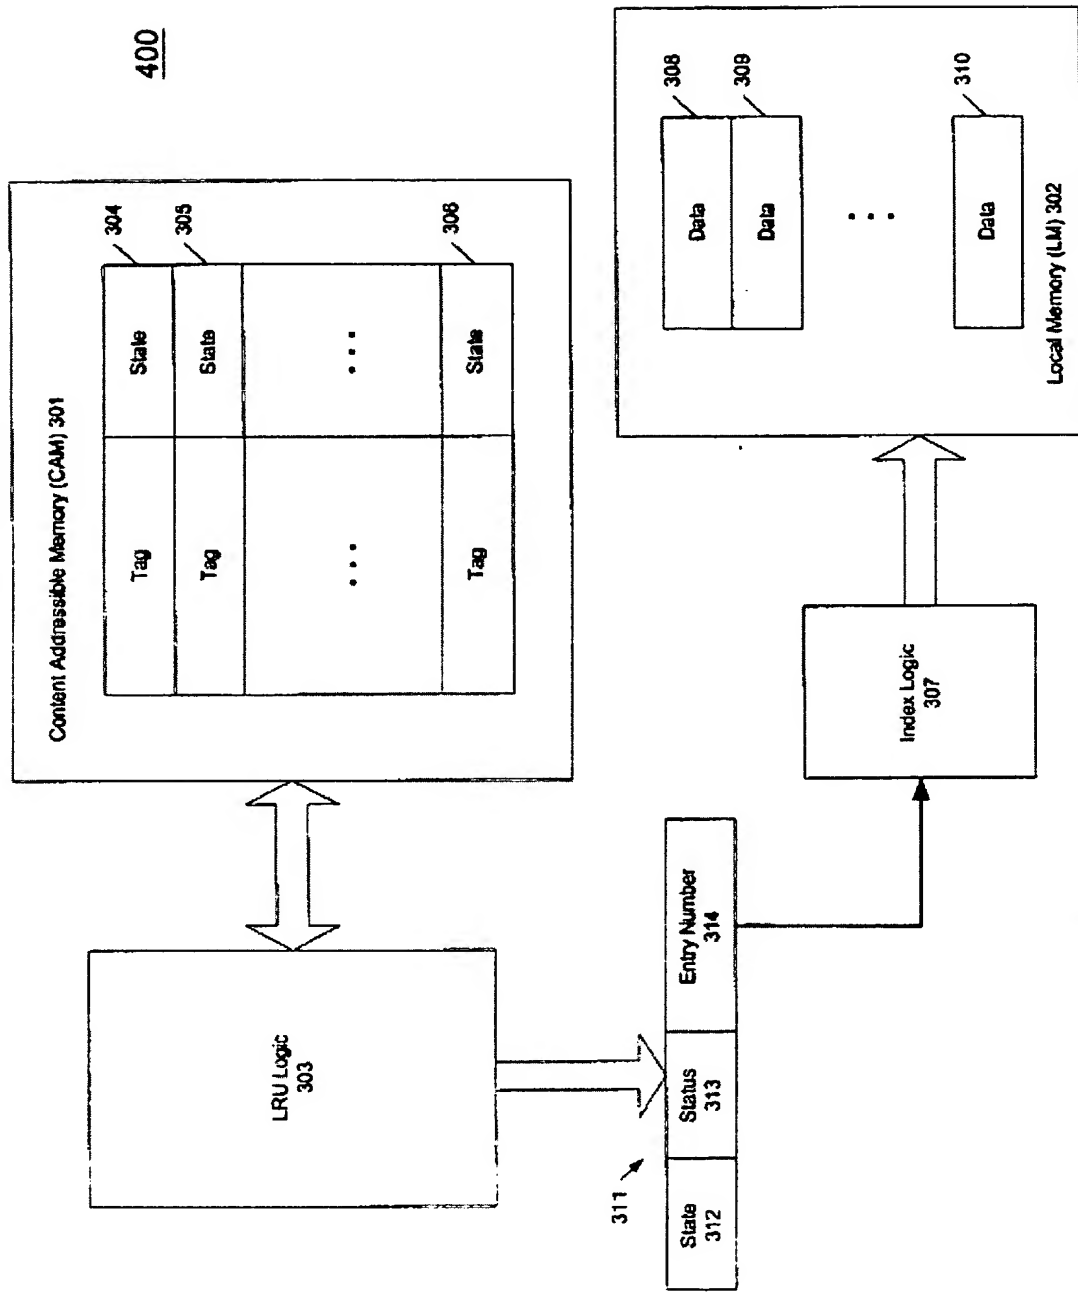 400
Content Addressible Memory (CAM) 301
Tag State 304
Tag State 305
. . . . . .
Tag State 306
LRU Logic
303
311
State
312
Status
313
Entry Number
314
Index Logic
307
Data 308
Data 309
. . .
Data 310
Local Memory (LM) 302